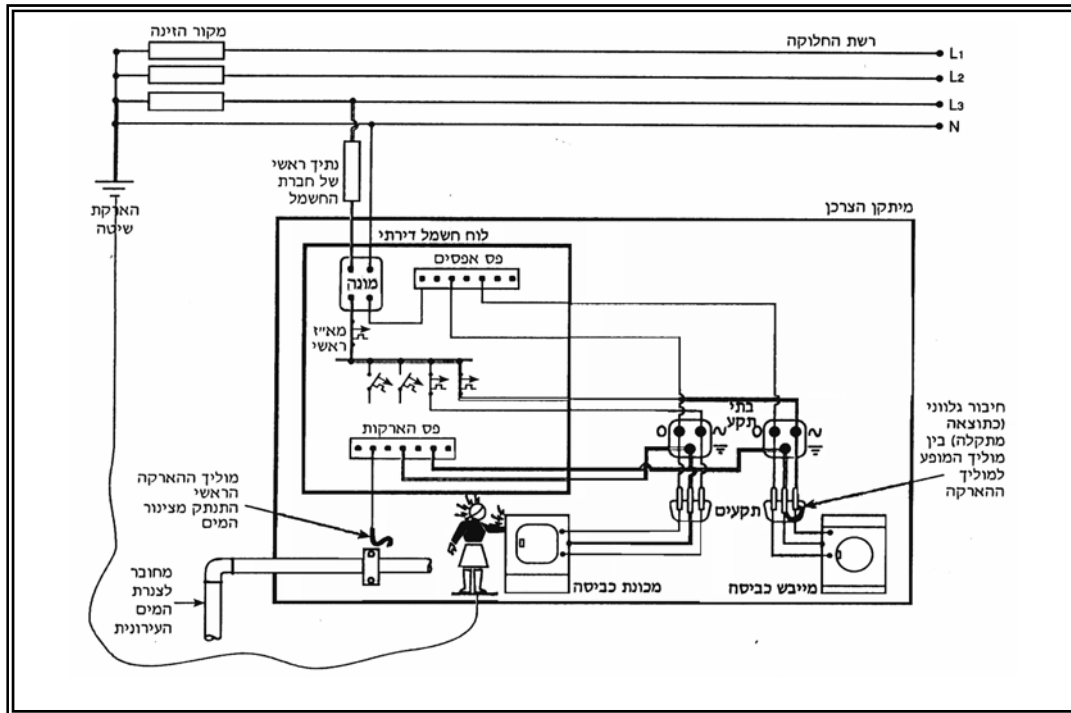 מקור הזינה
רשת החלוקה
L1
L2
L3
N
נתיך ראשי
של חברת
החשמל
הארקת
שיטה
מיתקן הצרכן
לוח חשמל דירתי
פס אפסים
מונה
מא״ז
ראשי
פס הארקות
בתי
תקע
חיבור גלווני
(כתוצאה
מתקלה) בין
מוליך המופע
למוליך
ההארקה
מוליך ההארקה
הראשי
התנתק מצינור
המים
תקעים
מחובר
לצנרת
המים
העירונית
מכונת כביסה
מייבש כביסה